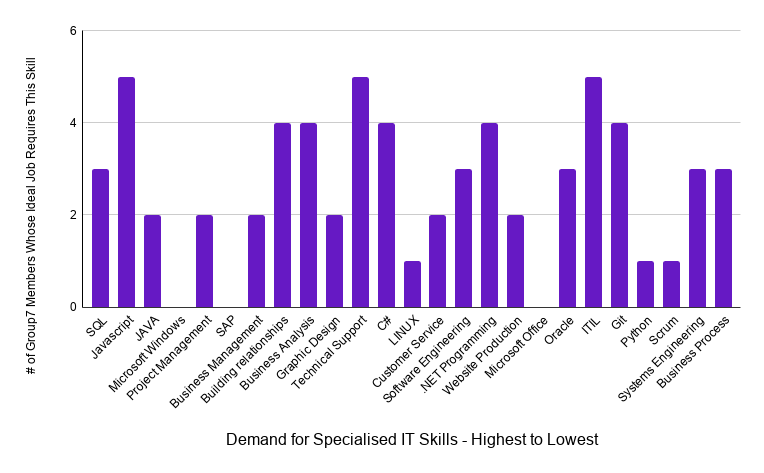 6
4
2
0
# of Group7 Members Whose Ideal Job Requires This Skill
SQL
Javascript
JAVA
Microsoft Windows
Project Management
SAP
Business Management
Building relationships
Business Analysis
Graphic Design
Technical Support
C#
LINUX
Customer Service
Software Engineering
.NET Programming
Website Production
Microsoft Office
Oracle
ITIL
Git
Python
Scrum
Systems Engineering
Business Process
Demand for Specialised IT Skills - Highest to Lowest